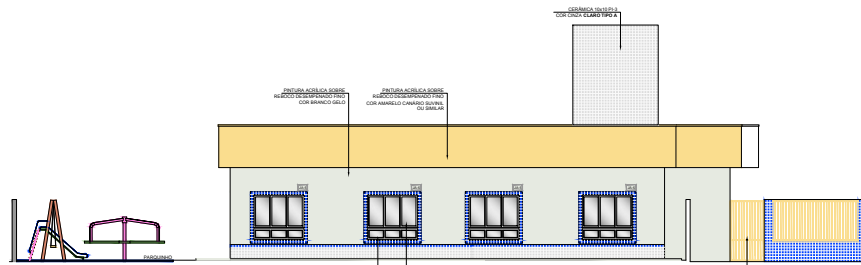 CERÂMICA 10x10 PI-3
COR CINZA CLARO TIPO A
PINTURA ACRÍLICA SOBRE
REBOCO DESEMPENADO FINO
COR BRANCO GELO
PINTURA ACRÍLICA SOBRE
REBOCO DESEMPENADO FINO
COR AMARELO CANÁRIO SUVINIL
OU SIMILAR
PARQUINHO